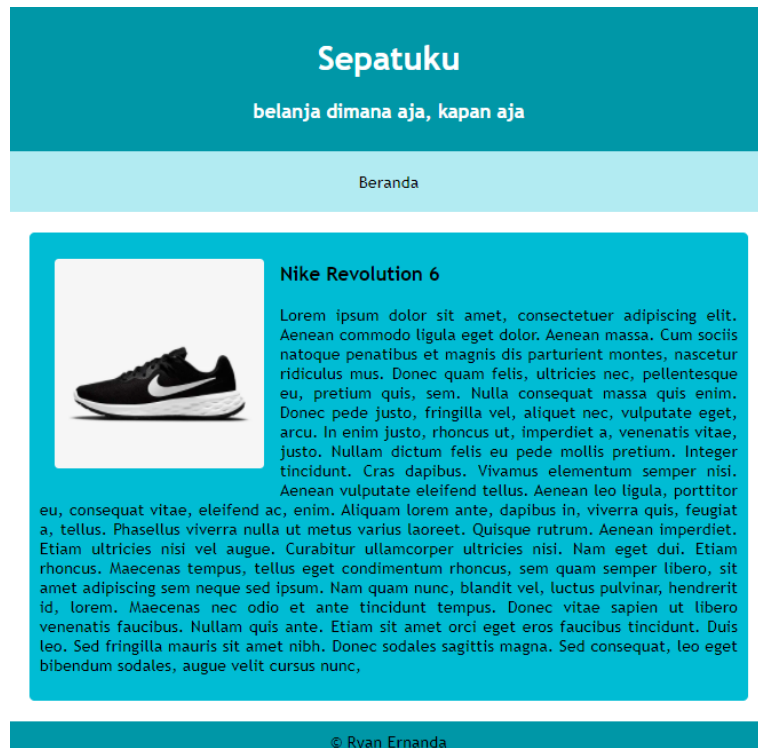 Sepatuku
belanja dimana aja, kapan aja
Beranda
Nike Revolution 6
Lorem ipsum dolor sit amet, consectetuer adipiscing elit.
Aenean commodo ligula eget dolor. Aenean massa. Cum sociis
natoque penatibus et magnis dis parturient montes, nascetur
ridiculus mus. Donec quam felis, ultricies nec, pellentesque
eu, pretium quis, sem. Nulla consequat massa quis enim.
Donec pede justo, fringilla vel, aliquet nec, vulputate eget,
arcu. In enim justo, rhoncus ut, imperdiet a, venenatis vitae,
justo. Nullam dictum felis eu pede mollis pretium. Integer
tincidunt. Cras dapibus. Vivamus elementum semper nisi.
Aenean vulputate eleifend tellus. Aenean leo ligula, porttitor
eu, consequat vitae, eleifend ac, enim. Aliquam lorem ante, dapibus in, viverra quis, feugiat
a, tellus. Phasellus viverra nulla ut metus varius laoreet. Quisque rutrum. Aenean imperdiet.
Etiam ultricies nisi vel augue. Curabitur ullamcorper ultricies nisi. Nam eget dui. Etiam
rhoncus. Maecenas tempus, tellus eget condimentum rhoncus, sem quam semper libero, sit
amet adipiscing sem neque sed ipsum. Nam quam nunc, blandit vel, luctus pulvinar, hendrerit
id, lorem. Maecenas nec odio et ante tincidunt tempus. Donec vitae sapien ut libero
venenatis faucibus. Nullam quis ante. Etiam sit amet orci eget eros faucibus tincidunt. Duis
leo. Sed fringilla mauris sit amet nibh. Donec sodales sagittis magna. Sed consequat, leo eget
bibendum sodales, augue velit cursus nunc,
© Ryan Ernanda